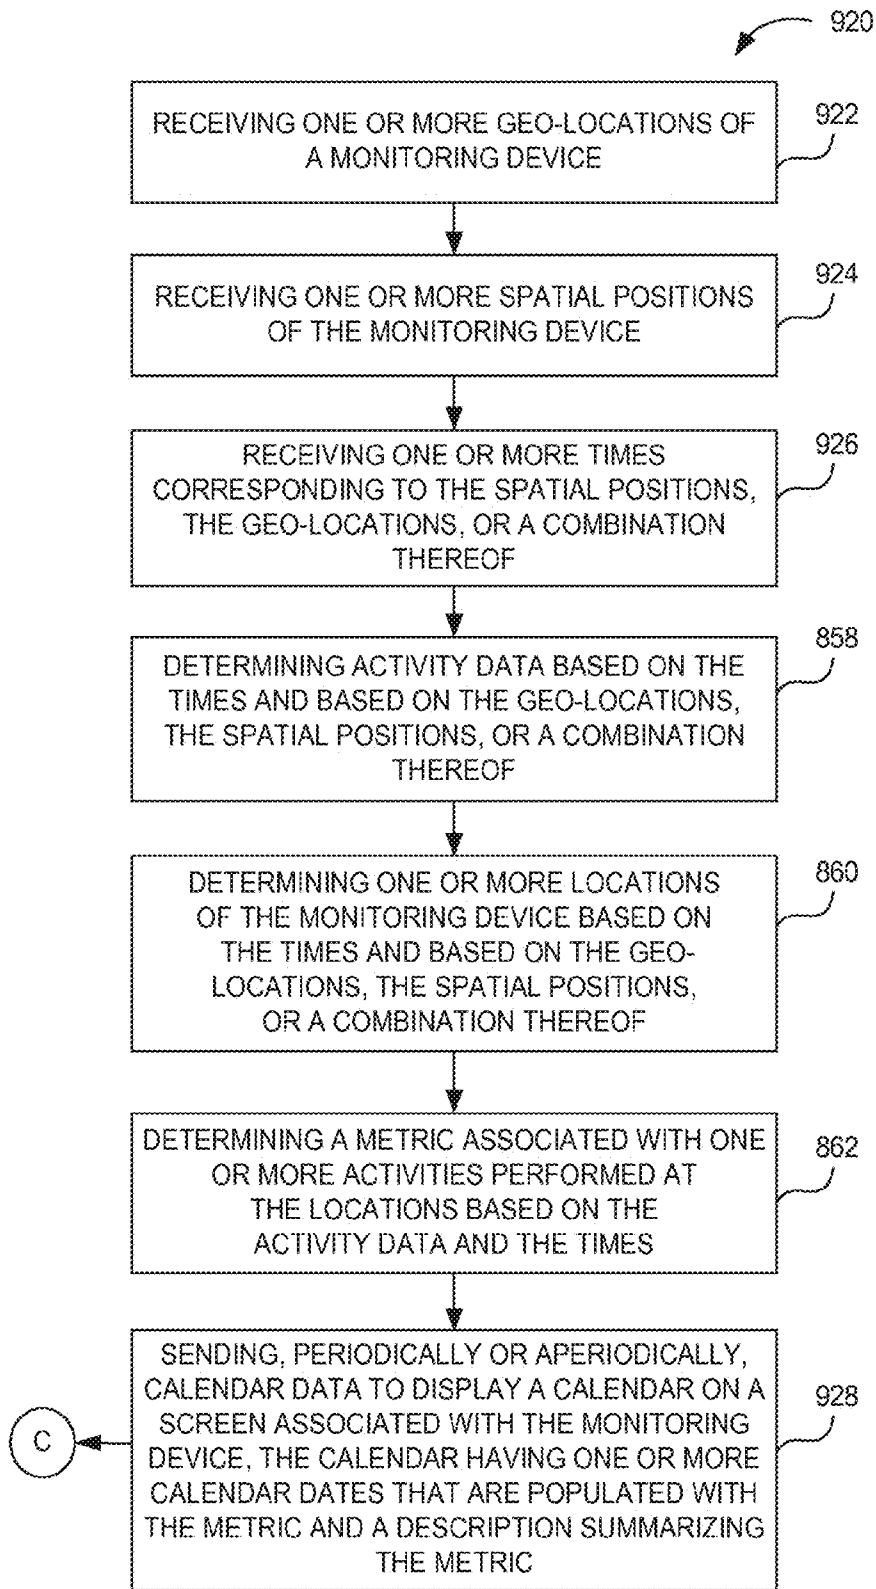 920
RECEIVING ONE OR MORE GEO-LOCATIONS OF
A MONITORING DEVICE
922
RECEIVING ONE OR MORE SPATIAL POSITIONS
OF THE MONITORING DEVICE
924
RECEIVING ONE OR MORE TIMES
CORRESPONDING TO THE SPATIAL POSITIONS,
THE GEO-LOCATIONS, OR A COMBINATION
THEREOF
926
DETERMINING ACTIVITY DATA BASED ON THE
TIMES AND BASED ON THE GEO-LOCATIONS,
THE SPATIAL POSITIONS, OR A COMBINATION
THEREOF
858
DETERMINING ONE OR MORE LOCATIONS
OF THE MONITORING DEVICE BASED ON
THE TIMES AND BASED ON THE GEO-
LOCATIONS, THE SPATIAL POSITIONS,
OR A COMBINATION THEREOF
860
DETERMINING A METRIC ASSOCIATED WITH ONE
OR MORE ACTIVITIES PERFORMED AT
THE LOCATIONS BASED ON THE
ACTIVITY DATA AND THE TIMES
862
SENDING, PERIODICALLY OR APERIODICALLY,
CALENDAR DATA TO DISPLAY A CALENDAR ON A
SCREEN ASSOCIATED WITH THE MONITORING
DEVICE, THE CALENDAR HAVING ONE OR MORE
CALENDAR DATES THAT ARE POPULATED WITH
THE METRIC AND A DESCRIPTION SUMMARIZING
THE METRIC
928
C